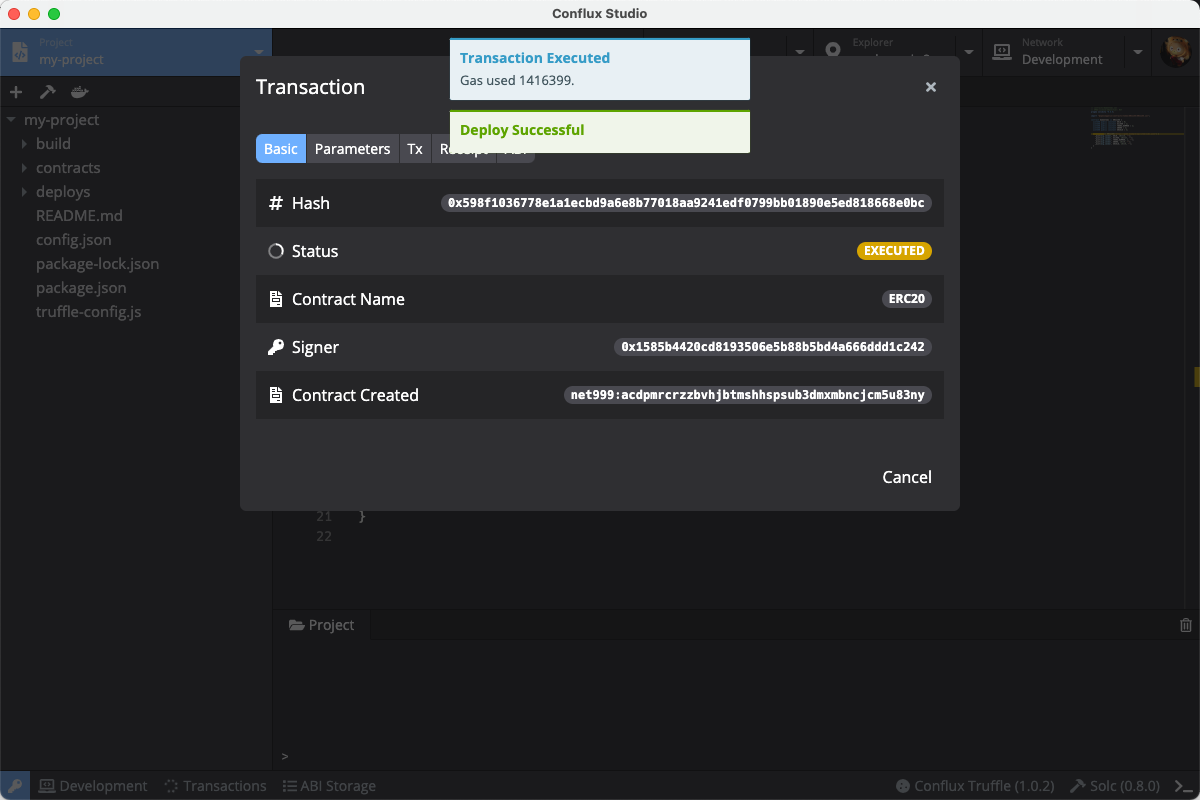 Conflux Studio
Project
my-project
Explorer
Network
Development
Transaction Executed
Gas used 1416399.
Deploy Successful
Transaction
×
Basic
Parameters
Tx
my-project
build
contracts
deploys
README.md
config.json
package-lock.json
package.json
truffle-config.js
# Hash
0x598f1036778e1a1ecbd9a6e8b77018aa9241edf0799bb01890e5ed818668e0bc
Status
EXECUTED
Contract Name
ERC20
Signer
0x1585b4420cd8193506e5b88b5bd4a666ddd1c242
Contract Created
net999:acdpmrcrzzbvhjbtmshhspsub3dmxmbncjcm5u83ny
Cancel
21 }
22
Project
>
Development
Transactions
ABI Storage
Conflux Truffle (1.0.2)
Solc (0.8.0)